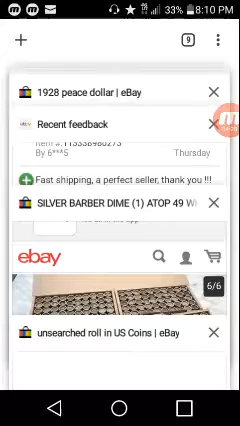 33% 8:10 PM
9
1928 peace dollar | eBay
Recent feedback
By 6***5 Thursday
Fast shipping, a perfect seller, thank you !!!
SILVER BARBER DIME (1) ATOP 49 W
ebay
6/6
unsearched roll in US Coins | eBay